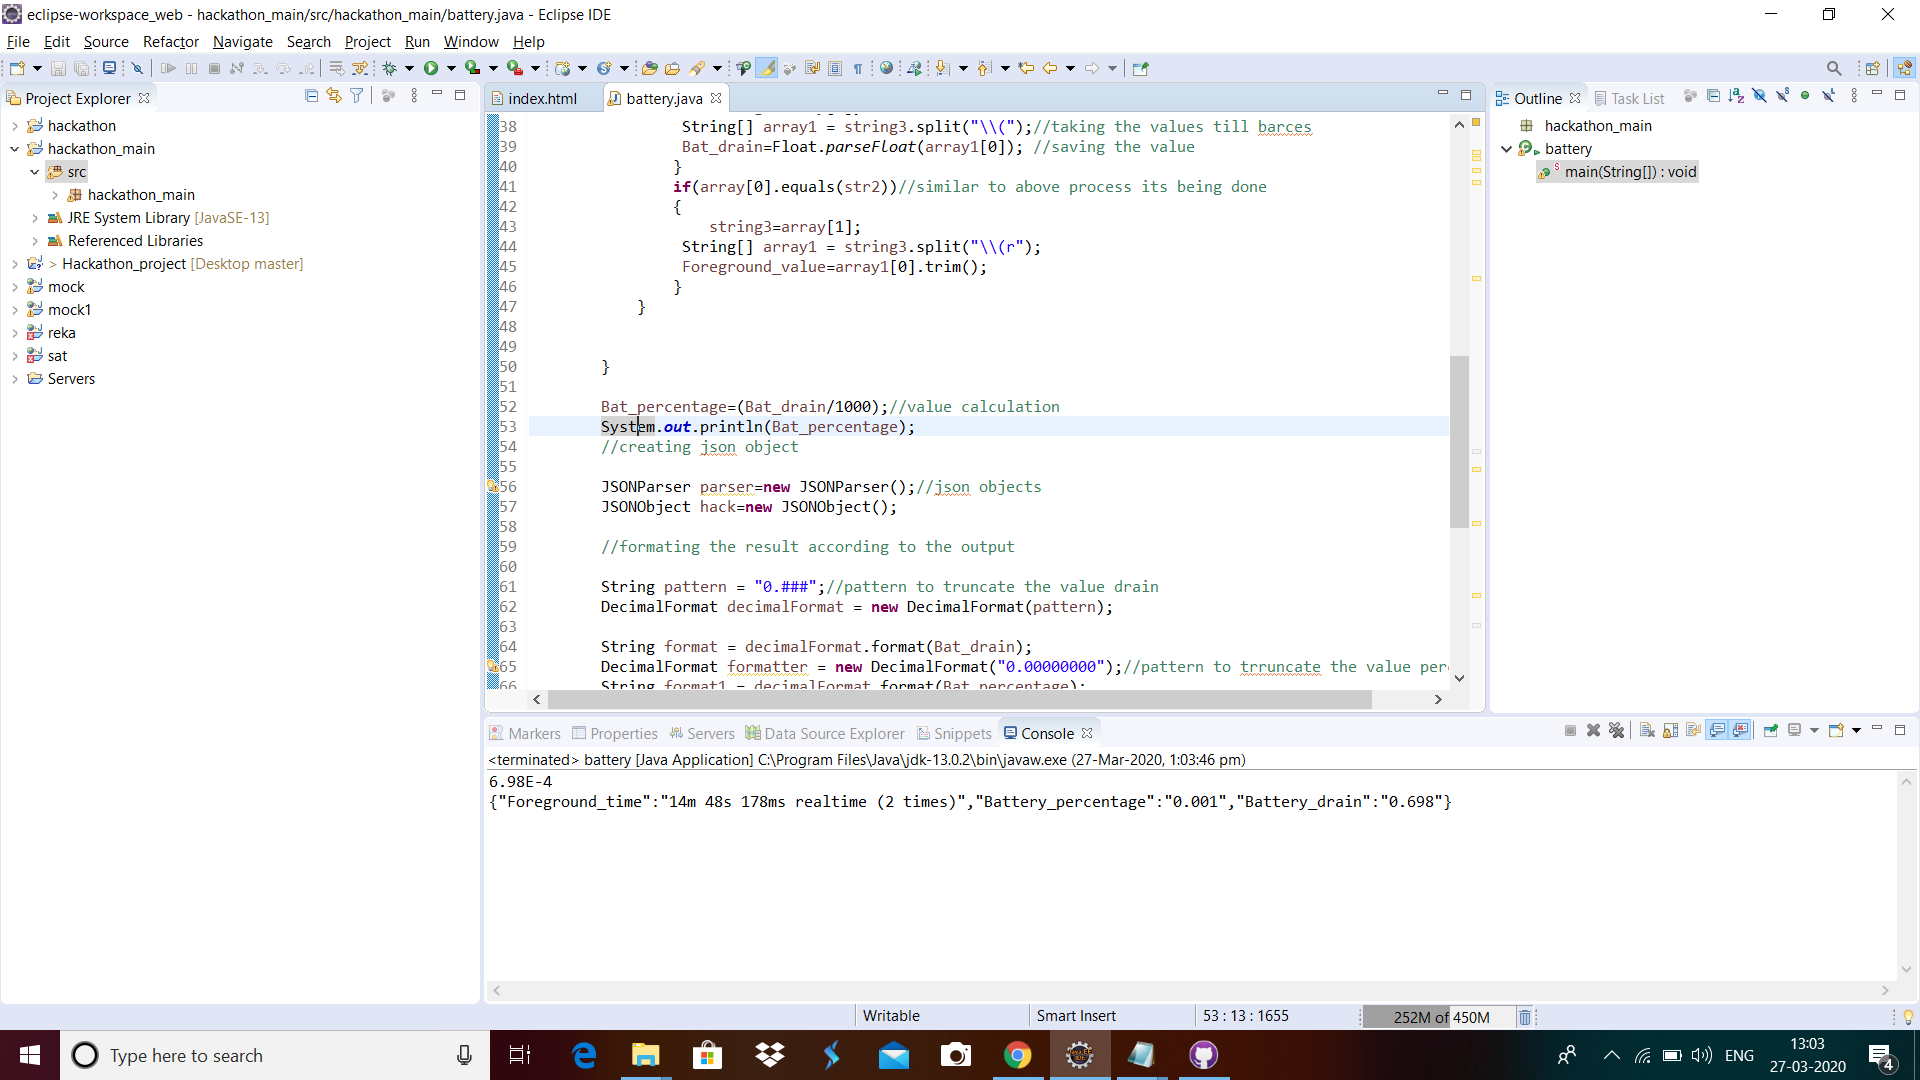 eclipse-workspace_web - hackathon_main/src/hackathon_main/battery.java - Eclipse IDE
File Edit Source Refactor Navigate Search Project Run Window Help
Project Explorer
hackathon
hackathon_main
src
hackathon_main
JRE System Library [JavaSE-13]
Referenced Libraries
> Hackathon_project [Desktop master]
mock
mock1
reka
sat
Servers
index.html battery.java
38 String[] array1 = string3.split("\\(");//taking the values till barces
39 Bat_drain=Float.parseFloat(array1[0]); //saving the value
40 }
41 if(array[0].equals(str2))//similar to above process its being done
42 {
43 string3=array[1];
44 String[] array1 = string3.split("\\(r");
45 Foreground_value=array1[0].trim();
46 }
47 }
48
49
50 }
51
52 Bat_percentage=(Bat_drain/1000);//value calculation
53 System.out.println(Bat_percentage);
54 //creating json object
55
56 JSONParser parser=new JSONParser();//json objects
57 JSONObject hack=new JSONObject();
58
59 //formating the result according to the output
60
61 String pattern = "0.###";//pattern to truncate the value drain
62 DecimalFormat decimalFormat = new DecimalFormat(pattern);
63
64 String format = decimalFormat.format(Bat_drain);
65 DecimalFormat formatter = new DecimalFormat("0.00000000");//pattern to trruncate the value per
66 String format1 = decimalFormat.format(Bat_percentage);
Outline Task List
hackathon_main
battery
main(String[]) : void
Markers Properties Servers Data Source Explorer Snippets Console
<terminated> battery [Java Application] C:\Program Files\Java\jdk-13.0.2\bin\javaw.exe (27-Mar-2020, 1:03:46 pm)
6.98E-4
{"Foreground_time":"14m 48s 178ms realtime (2 times)","Battery_percentage":"0.001","Battery_drain":"0.698"}
Writable Smart Insert 53 : 13 : 1655 252M of 450M
Type here to search
ENG
13:03
27-03-2020
4